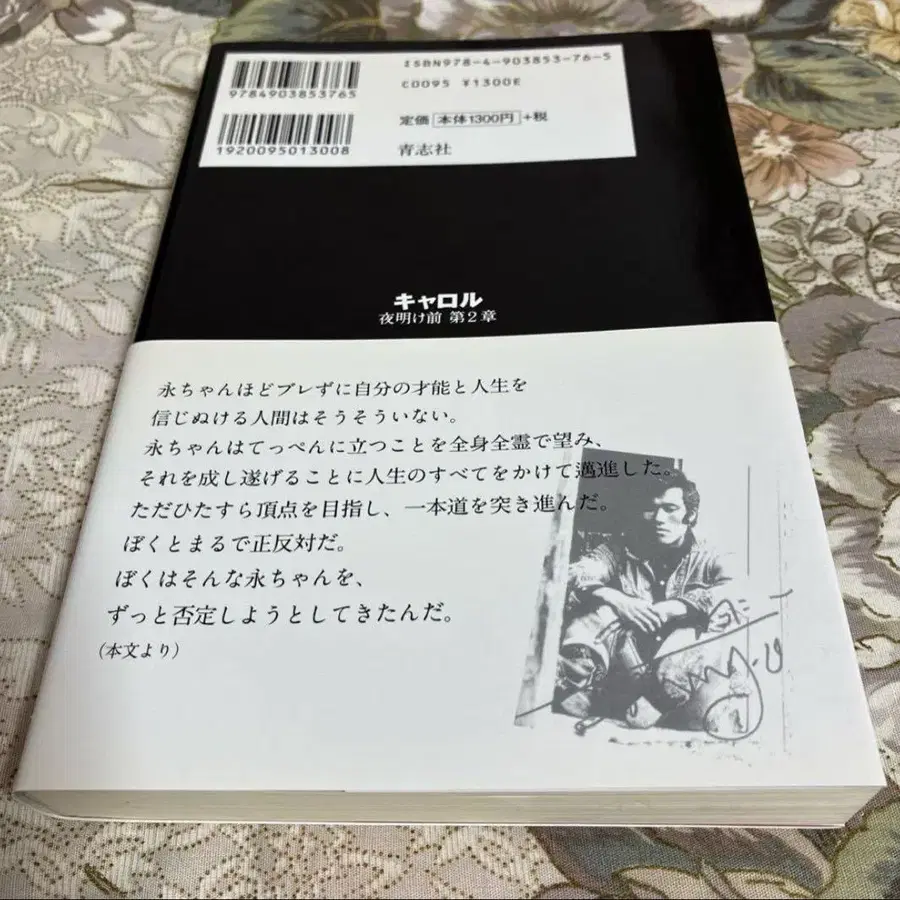 ISBN978-4-903853-76-5
C0095 ¥1300E
9784903853765
定価 本体1300円 +税
1920095013008
青志社
キャロル
夜明け前 第2章
永ちゃんほどブレずに自分の才能と人生を
信じぬける人間はそうそういない。
永ちゃんはてっぺんに立つことを全身全霊で望み、
それを成し遂げることに人生のすべてをかけて邁進した。
ただひたすら頂点を目指し、一本道を突き進んだ。
ぼくとまるで正反対だ。
ぼくはそんな永ちゃんを、
ずっと否定しようとしてきたんだ。
(本文より)